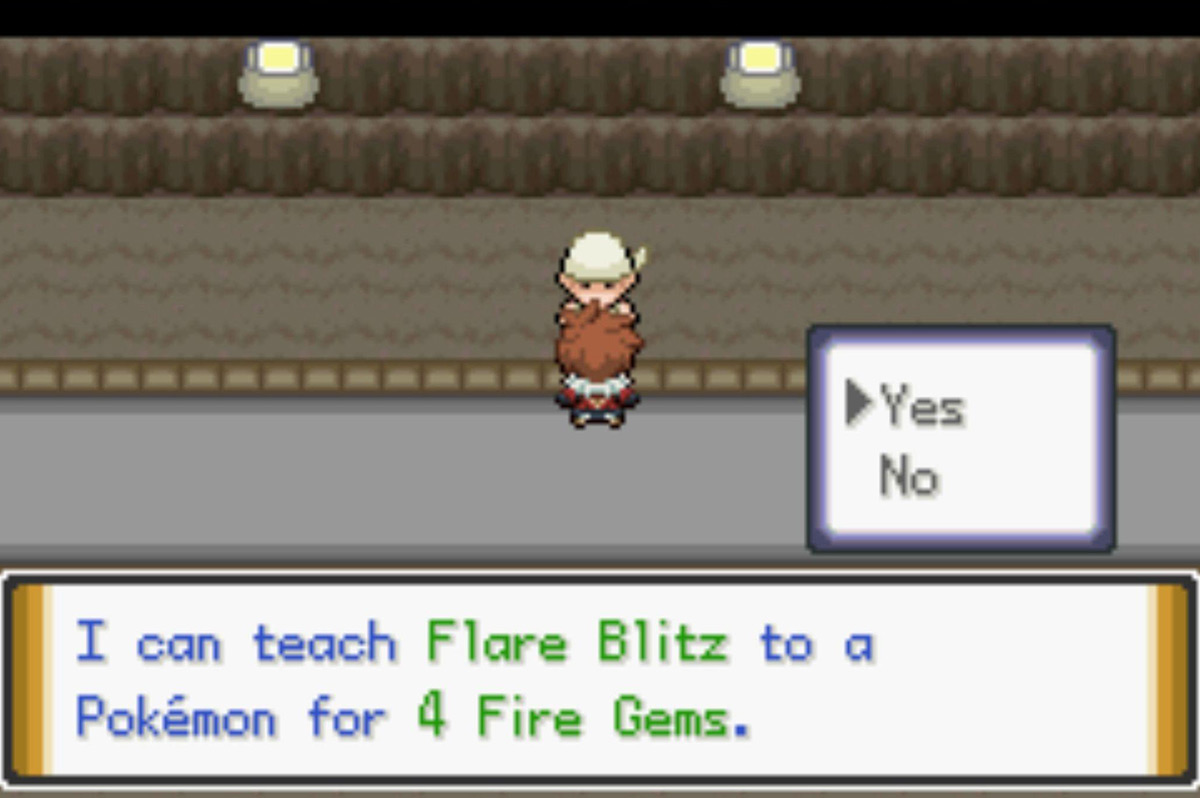 Yes
No
I can teach Flare Blitz to a
Pokémon for 4 Fire Gems.